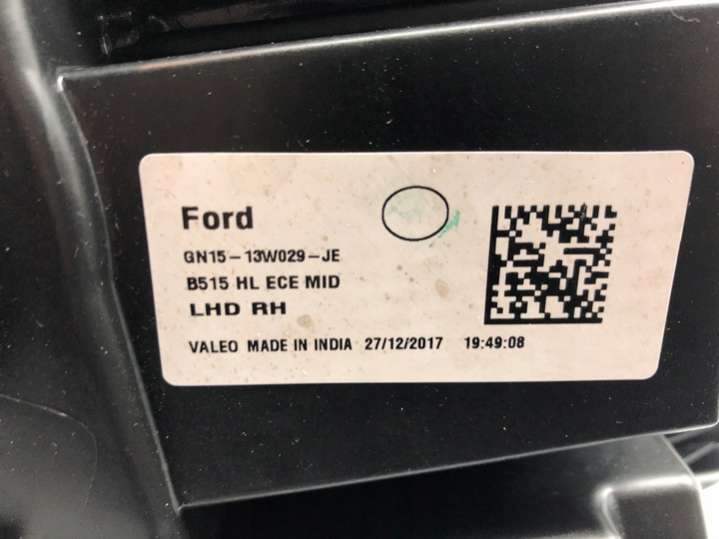 Ford
GN15-13W029-JE
B515 HL ECE MID
LHD RH
VALEO MADE IN INDIA 27/12/2017 19:49:08